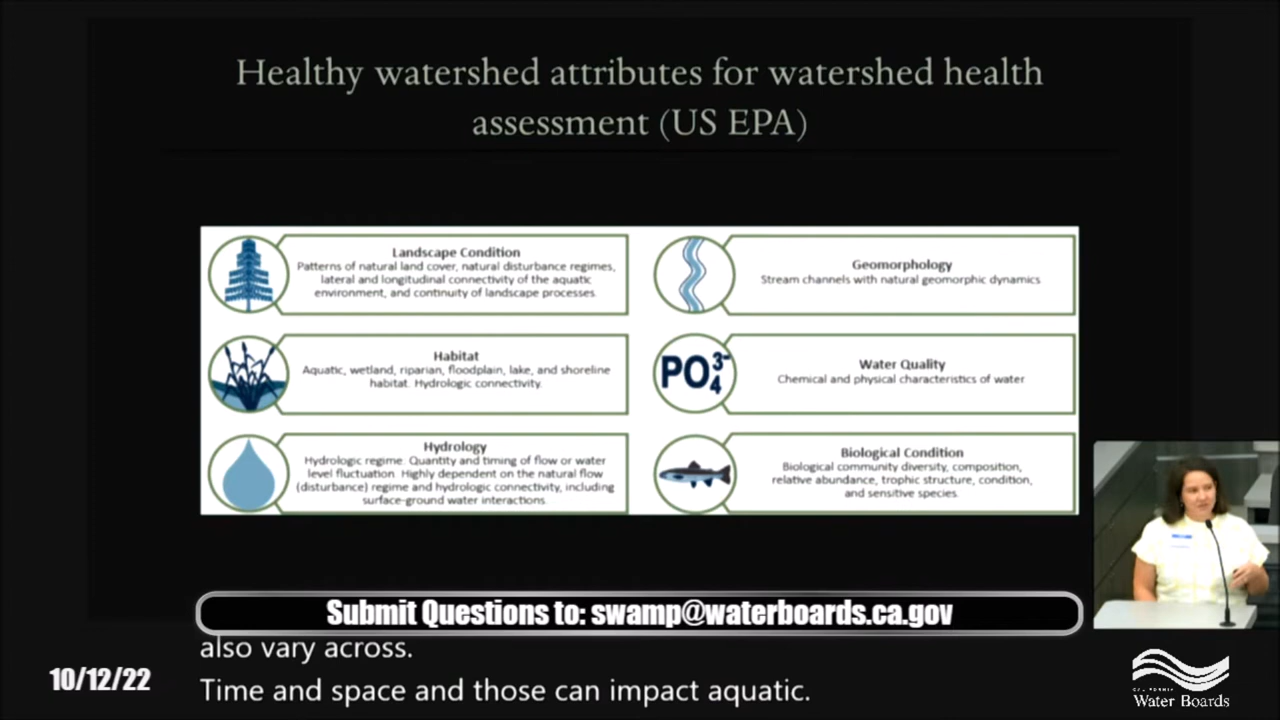 Healthy watershed attributes for watershed health
assessment (US EPA)
Landscape Condition
Patterns of natural land cover, natural disturbance regimes,
lateral and longitudinal connectivity of the aquatic
environment, and continuity of landscape processes
Geomorphology
Stream channels with natural geomorphic dynamics
Habitat
Aquatic, wetland, riparian, floodplain, lake, and shoreline
habitat. Hydrologic connectivity.
PO₄³⁻
Water Quality
Chemical and physical characteristics of water
Hydrology
Hydrologic regime: Quantity and timing of flow or water
level fluctuation. Highly dependent on the natural flow
(disturbance) regime and hydrologic connectivity, including
surface-ground water interactions.
Biological Condition
Biological community diversity, composition,
relative abundance, trophic structure, condition,
and sensitive species.
Submit Questions to: swamp@waterboards.ca.gov
also vary across.
Time and space and those can impact aquatic.
10/12/22
CALIFORNIA
Water Boards